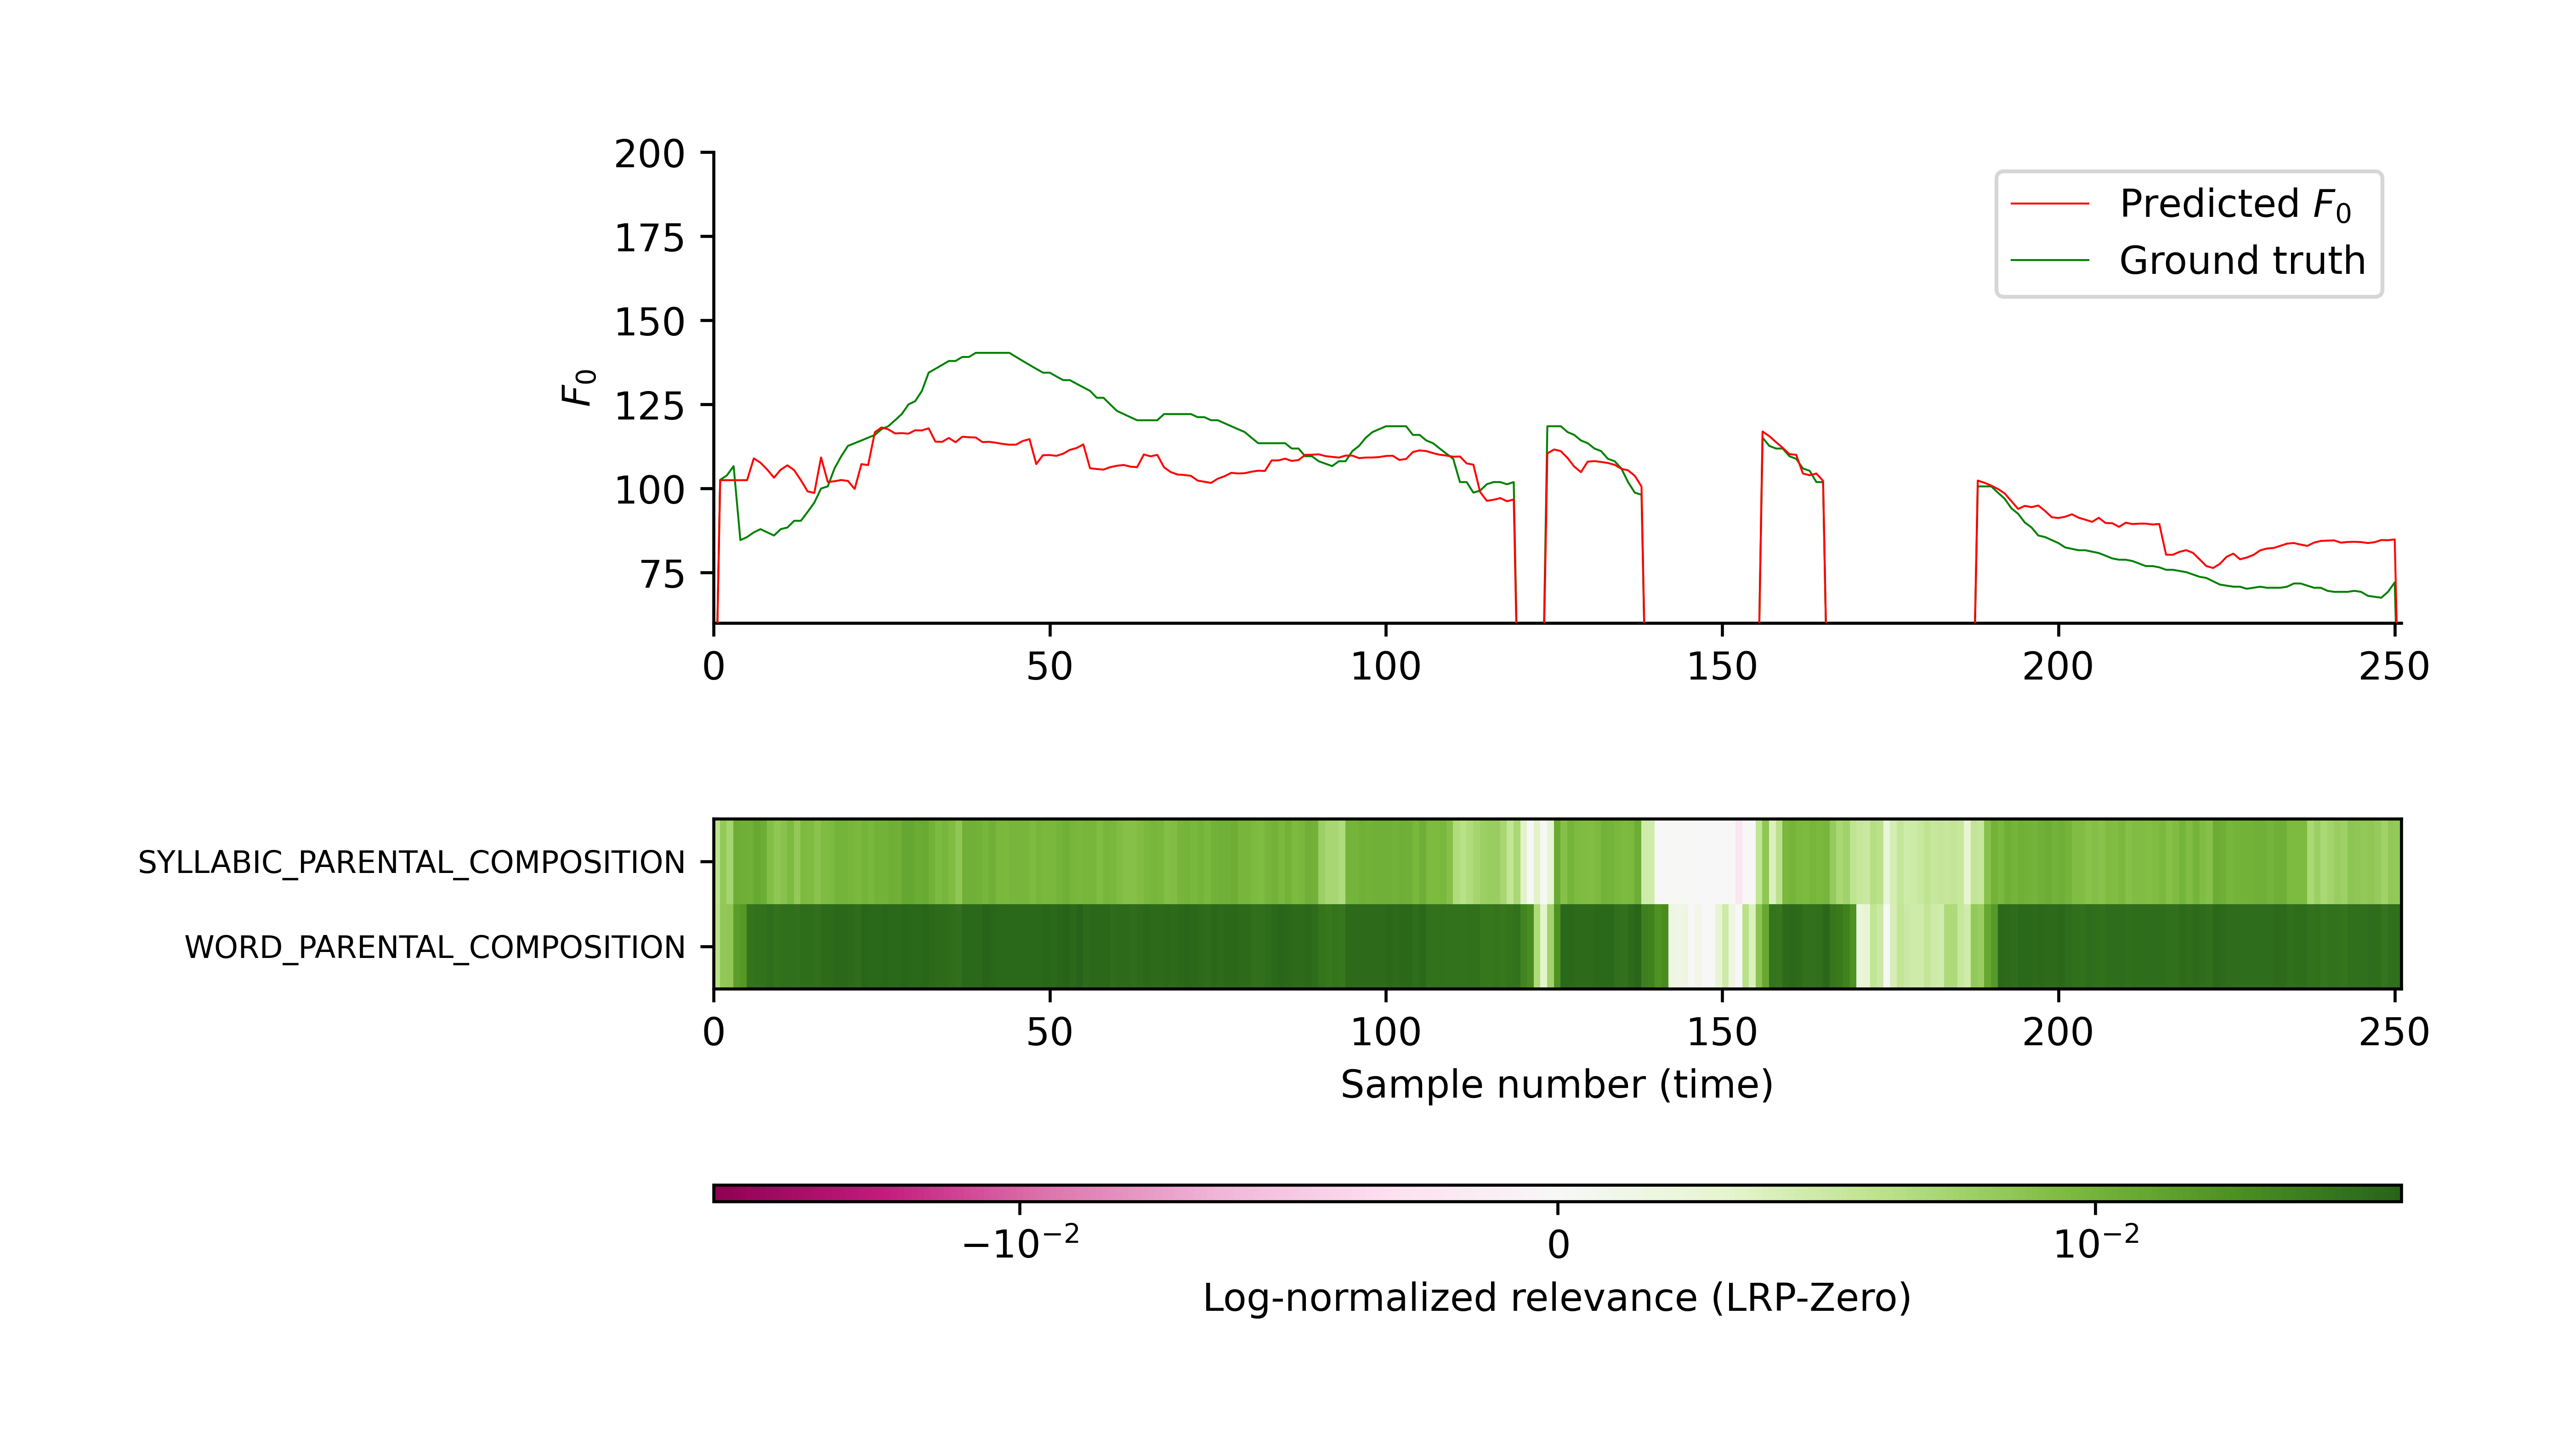 200
175
150
125
100
75
F₀
Predicted F₀
Ground truth
0 50 100 150 200 250
SYLLABIC_PARENTAL_COMPOSITION
WORD_PARENTAL_COMPOSITION
0 50 100 150 200 250
Sample number (time)
−10⁻² 0 10⁻²
Log-normalized relevance (LRP-Zero)